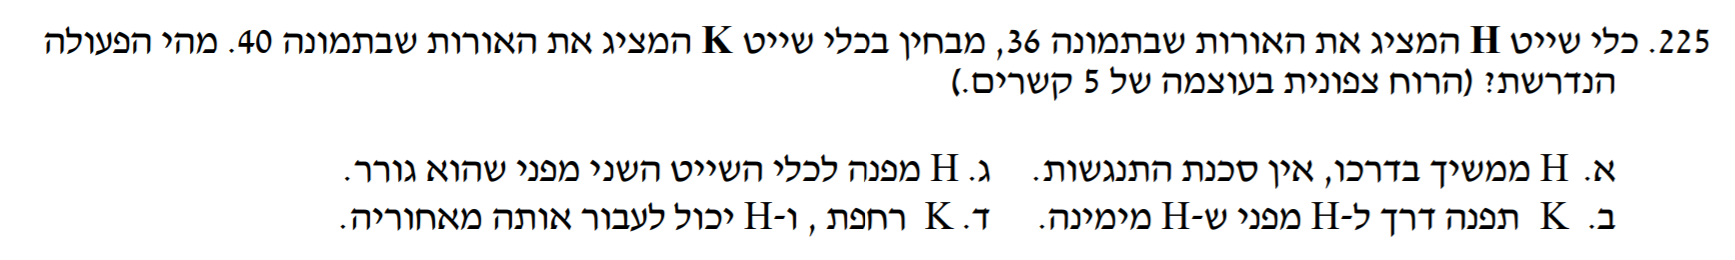 225. כלי שייט H המציג את האורות שבתמונה 36, מבחין בכלי שייט K המציג את האורות שבתמונה 40. מהי הפעולה
הנדרשת? (הרוח צפונית בעוצמה של 5 קשרים.)
א. H ממשיך בדרכו, אין סכנת התנגשות. ג. H מפנה לכלי השייט השני מפני שהוא גורר.
ב. K תפנה דרך ל-H מפני ש-H מימינה. ד. K רחפת , ו-H יכול לעבור אותה מאחוריה.